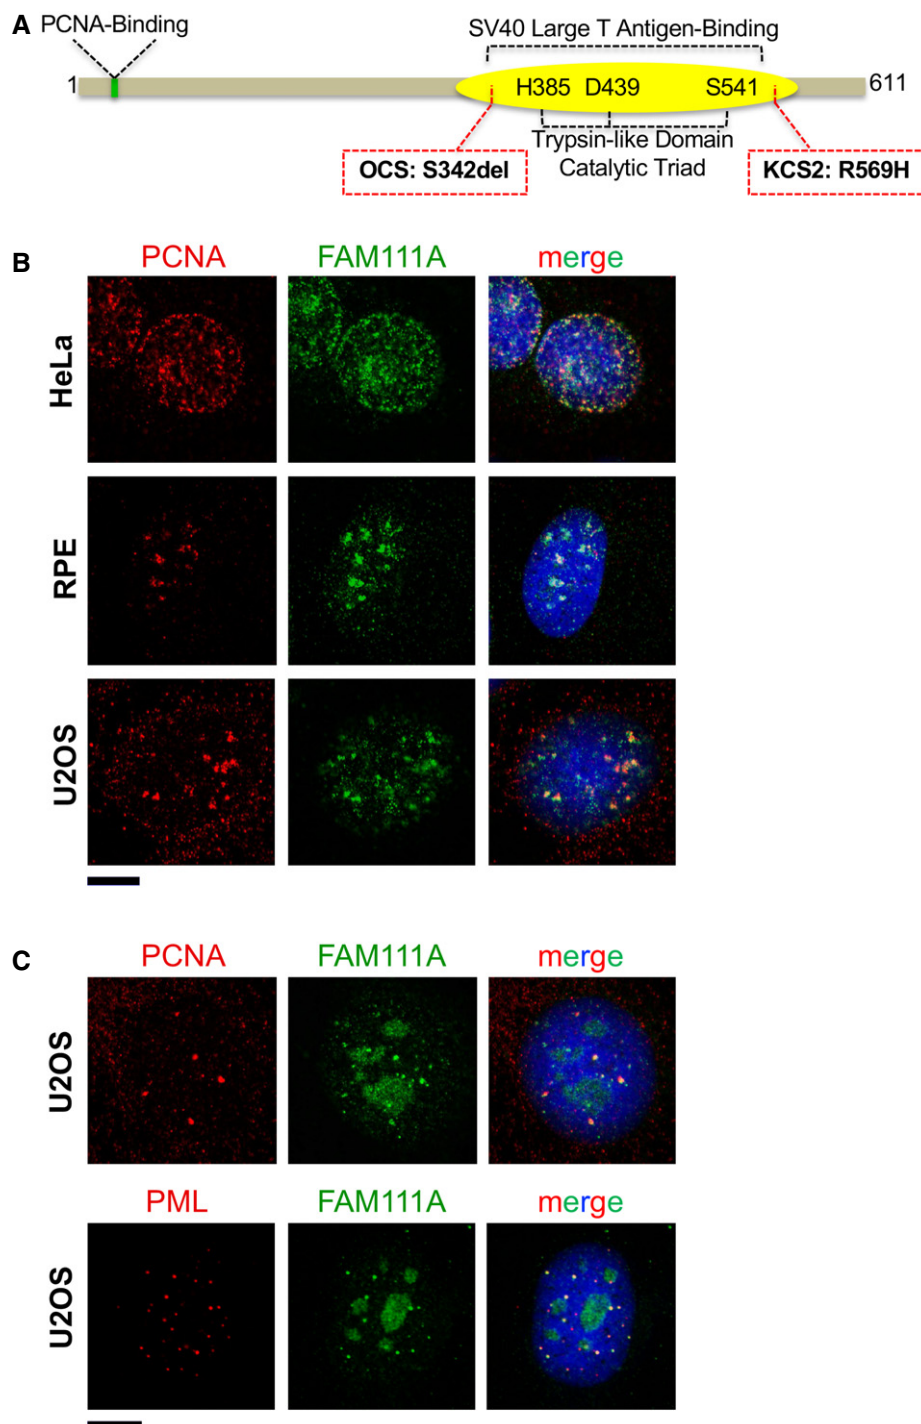 A
PCNA-Binding
SV40 Large T Antigen-Binding
1
H385 D439 S541
611
Trypsin-like Domain
Catalytic Triad
OCS: S342del
KCS2: R569H
B
PCNA FAM111A merge
HeLa
RPE
U2OS
C
PCNA FAM111A merge
U2OS
PML FAM111A merge
U2OS